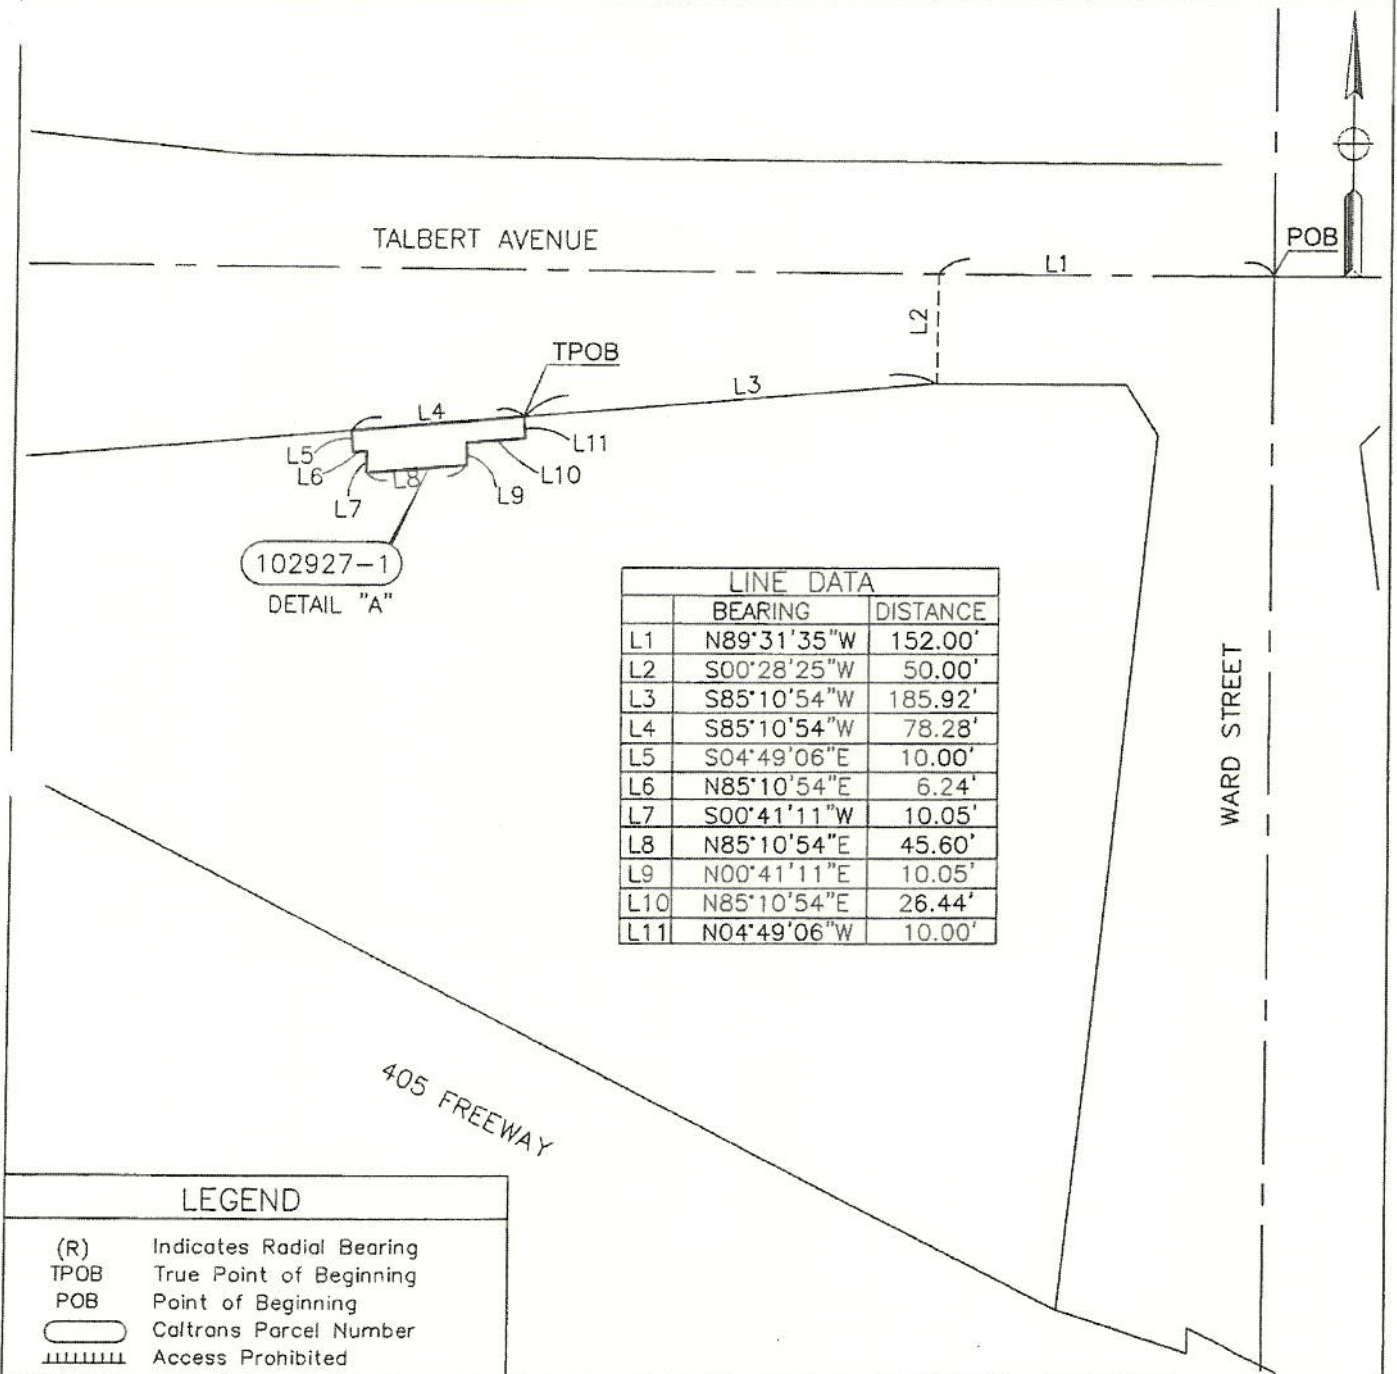 POB
TALBERT AVENUE
L1
L2
TPOB
L3
L4
L5
L11
L6
L10
L8
L9
L7
102927-1
DETAIL "A"
LINE DATA
BEARING DISTANCE
L1 N89°31'35"W 152.00'
L2 S00°28'25"W 50.00'
L3 S85°10'54"W 185.92'
L4 S85°10'54"W 78.28'
L5 S04°49'06"E 10.00'
L6 N85°10'54"E 6.24'
L7 S00°41'11"W 10.05'
L8 N85°10'54"E 45.60'
L9 N00°41'11"E 10.05'
L10 N85°10'54"E 26.44'
L11 N04°49'06"W 10.00'
WARD STREET
405 FREEWAY
LEGEND
(R) Indicates Radial Bearing
TPOB True Point of Beginning
POB Point of Beginning
Caltrans Parcel Number
Access Prohibited